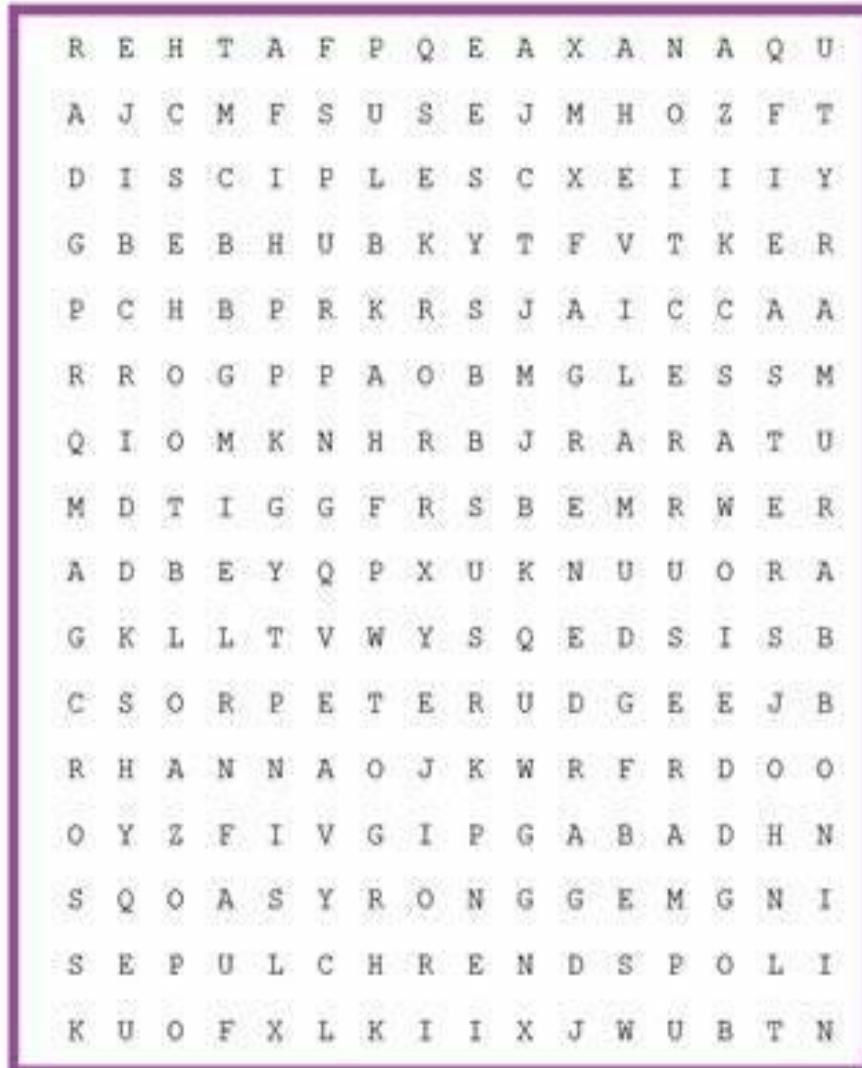 R E H T A F P Q E A X A N A Q U
A J C M F S U S E J M H O Z F T
D I S C I P L E S C X E I I I Y
G B E B H U B K Y T F V T K E R
P C H B P R K R S J A I C C A A
R R O G P P A O B M G L E S S M
Q I O M K N H R B J R A R A T U
M D T I G G F R S B E M R W E R
A D B E Y Q P X U K N U U O R A
G K L L T V W Y S Q E D S I S B
C S O R P E T E R U D G E E J B
R H A N N A O J K W R F R D O O
O Y Z F I V G I P G A B A D H N
S Q O A S Y R O N G G E M G N I
S E P U L C H R E N D S P O L I
K U O F X L K I I X J W U B T N